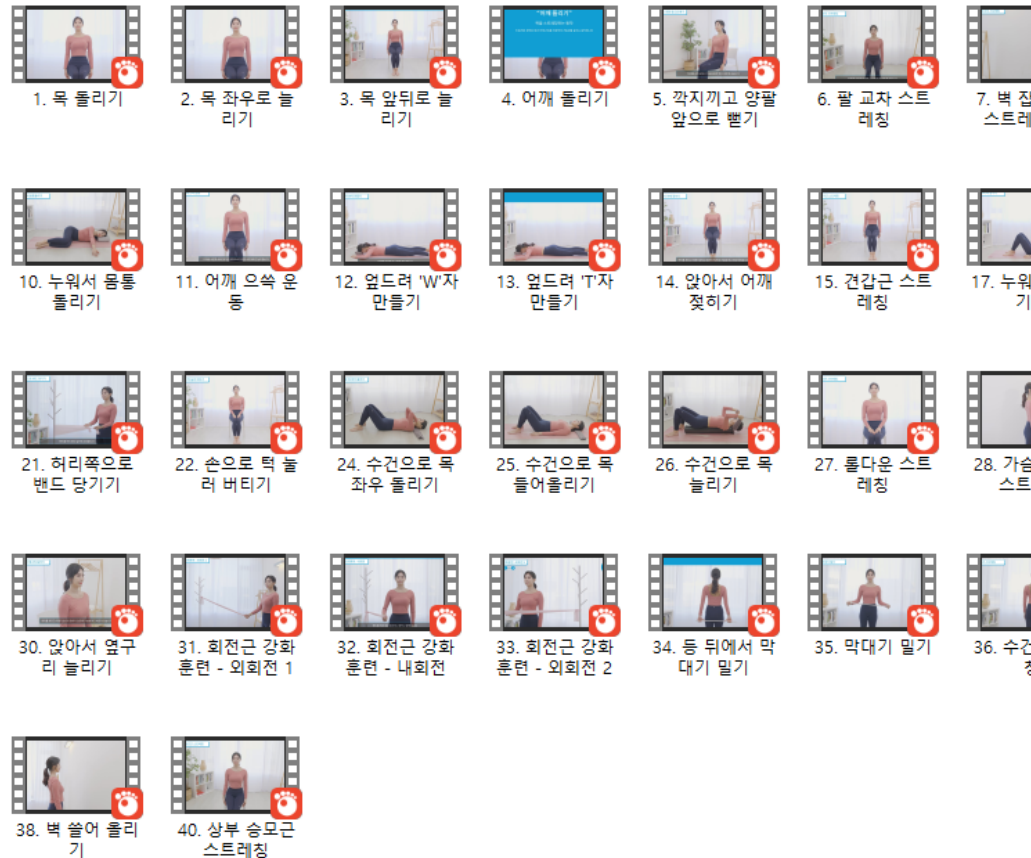 1. 목 돌리기
2. 목 좌우로 늘
리기
3. 목 앞뒤로 늘
리기
4. 어깨 돌리기
5. 깍지끼고 양팔
앞으로 뻗기
6. 팔 교차 스트
레칭
7. 벽 집
스트레
10. 누워서 몸통
돌리기
11. 어깨 으쓱 운
동
12. 엎드려 'W'자
만들기
13. 엎드려 'T'자
만들기
14. 앉아서 어깨
젖히기
15. 견갑근 스트
레칭
17. 누워
기
21. 허리쪽으로
밴드 당기기
22. 손으로 턱 눌
러 버티기
24. 수건으로 목
좌우 돌리기
25. 수건으로 목
들어올리기
26. 수건으로 목
늘리기
27. 롤다운 스트
레칭
28. 가슴
스트
30. 앉아서 옆구
리 늘리기
31. 회전근 강화
훈련 - 외회전 1
32. 회전근 강화
훈련 - 내회전
33. 회전근 강화
훈련 - 외회전 2
34. 등 뒤에서 막
대기 밀기
35. 막대기 밀기
36. 수건
38. 벽 쓸어 올리
기
40. 상부 승모근
스트레칭